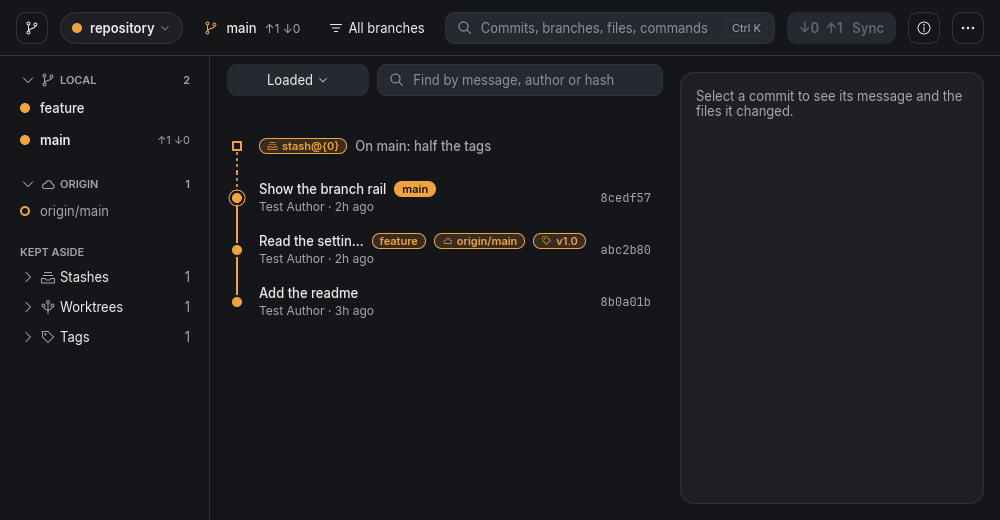 repository main ↑1 ↓0 All branches Commits, branches, files, commands Ctrl K ↓0 ↑1 Sync
LOCAL 2
feature
main ↑1 ↓0
ORIGIN 1
origin/main
KEPT ASIDE
Stashes 1
Worktrees 1
Tags 1
Loaded Find by message, author or hash
stash@{0} On main: half the tags
Show the branch rail main
Test Author · 2h ago 8cedf57
Read the settin... feature origin/main v1.0
Test Author · 2h ago abc2b80
Add the readme
Test Author · 3h ago 8b0a01b
Select a commit to see its message and the
files it changed.